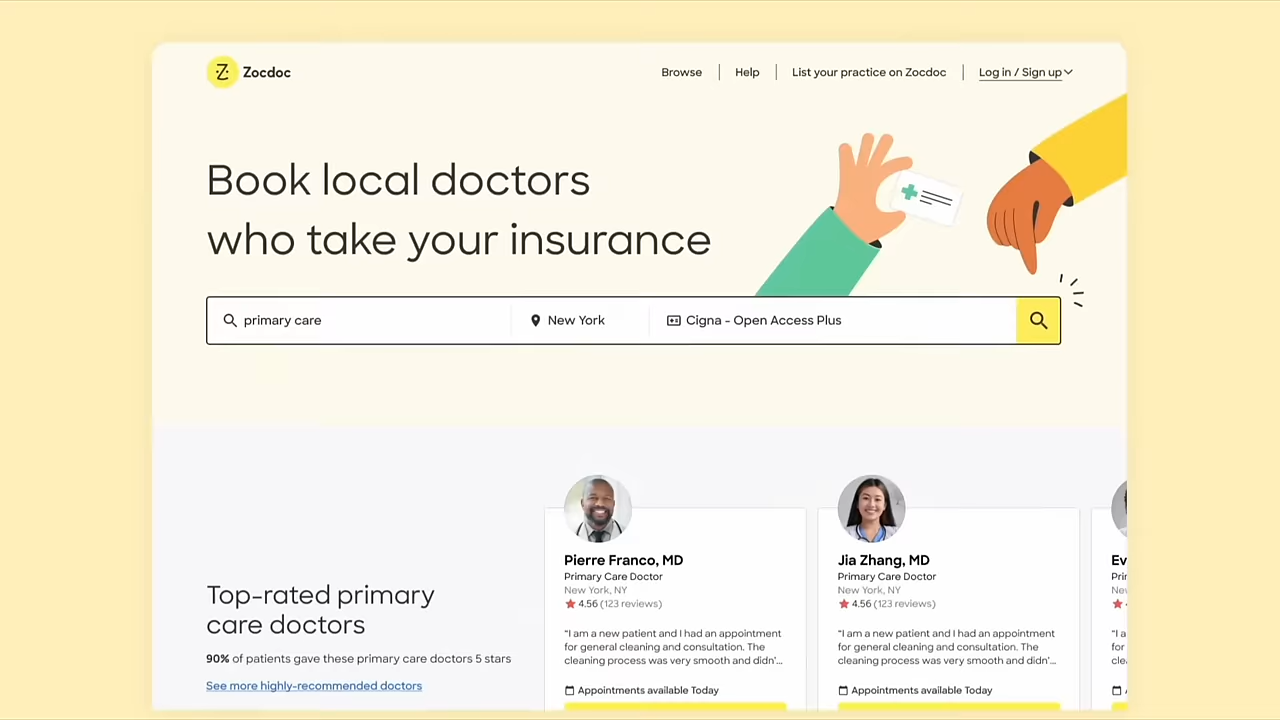 Zocdoc
Browse
Help
List your practice on Zocdoc
Log in / Sign up
Book local doctors
who take your insurance
primary care
New York
Cigna - Open Access Plus
Top-rated primary
care doctors
90% of patients gave these primary care doctors 5 stars
See more highly-recommended doctors
Pierre Franco, MD
Primary Care Doctor
New York, NY
4.56 (123 reviews)
“I am a new patient and I had an appointment
for general cleaning and consultation. The
cleaning process was very smooth and didn’...
Appointments available Today
Jia Zhang, MD
Primary Care Doctor
New York, NY
4.56 (123 reviews)
“I am a new patient and I had an appointment
for general cleaning and consultation. The
cleaning process was very smooth and didn’...
Appointments available Today
Ev
“I a
for